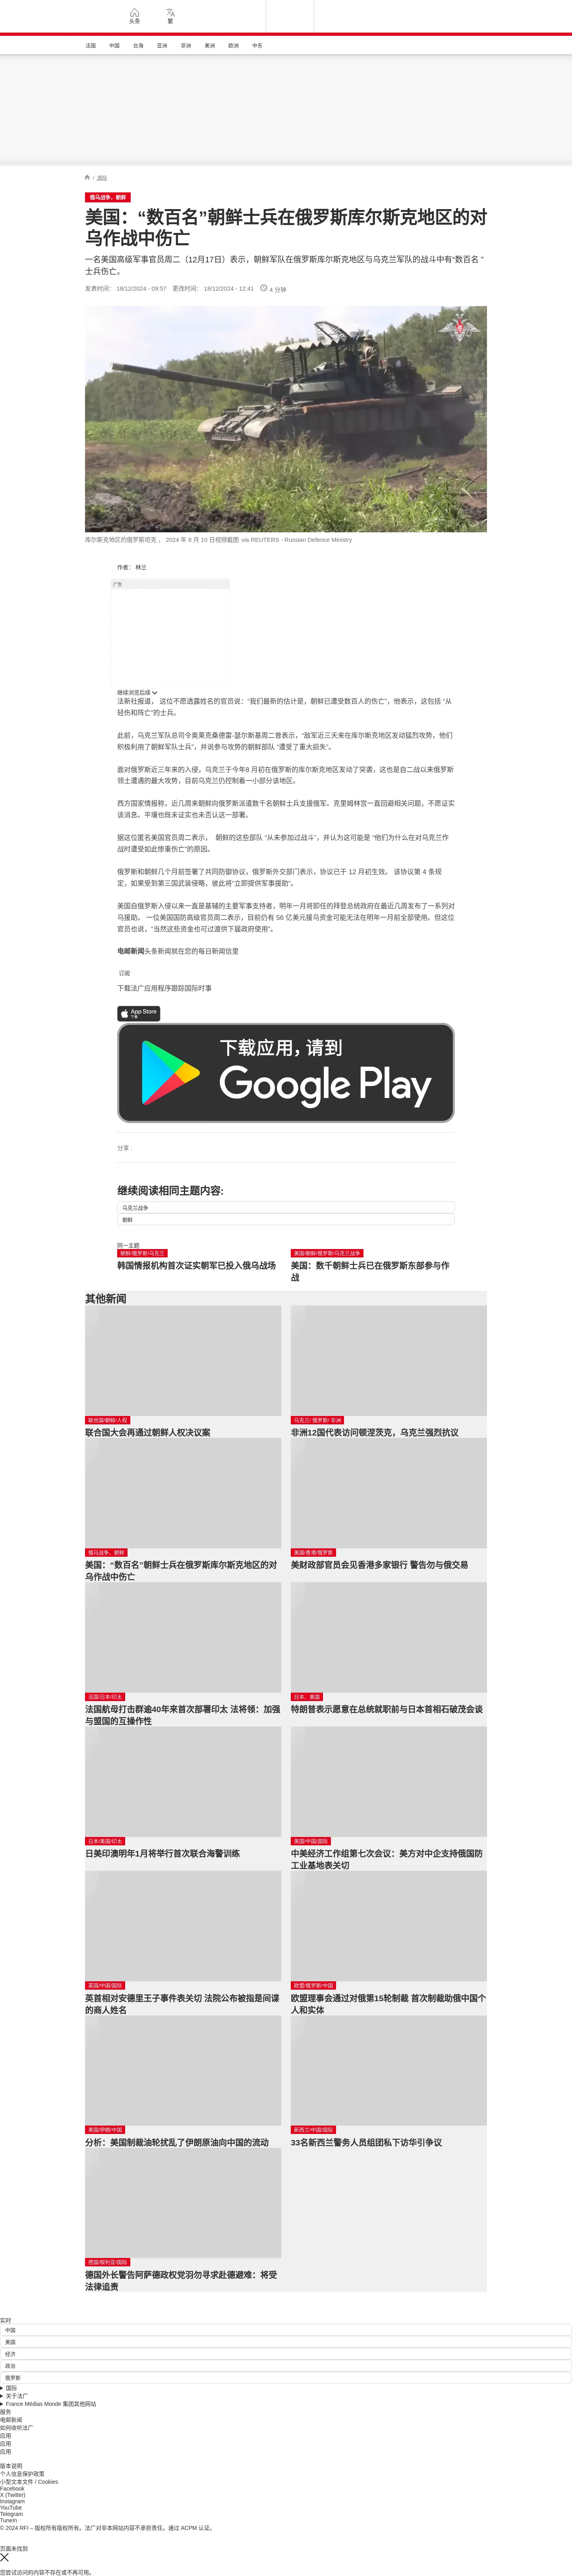 头条
繁
法国
中国
台海
亚洲
非洲
美洲
欧洲
中东
/ 国际
俄乌战争，朝鲜
美国：“数百名”朝鲜士兵在俄罗斯库尔斯克地区的对
乌作战中伤亡
一名美国高级军事官员周二（12月17日）表示，朝鲜军队在俄罗斯库尔斯克地区与乌克兰军队的战斗中有“数百名 ”
士兵伤亡。
发表时间： 18/12/2024 - 09:57 更改时间： 18/12/2024 - 12:41 4 分钟
库尔斯克地区的俄罗斯坦克 ， 2024 年 8 月 10 日视频截图 via REUTERS - Russian Defence Ministry
作者： 林兰
广告
继续浏览后续
法新社报道， 这位不愿透露姓名的官员说：“我们最新的估计是，朝鲜已遭受数百人的伤亡”，他表示，这包括 “从
轻伤和阵亡”的士兵。
此前，乌克兰军队总司令奥莱克桑德雷-瑟尔斯基周二曾表示，“敌军近三天来在库尔斯克地区发动猛烈攻势，他们
积极利用了朝鲜军队士兵”，并说参与攻势的朝鲜部队 “遭受了重大损失”。
面对俄罗斯近三年来的入侵，乌克兰于今年8 月初在俄罗斯的库尔斯克地区发动了突袭，这也是自二战以来俄罗斯
领土遭遇的最大攻势，目前乌克兰仍控制着一小部分该地区。
西方国家情报称，近几周来朝鲜向俄罗斯派遣数千名朝鲜士兵支援俄军。克里姆林宫一直回避相关问题，不愿证实
该消息。平壤也既未证实也未否认这一部署。
据这位匿名美国官员周二表示， 朝鲜的这些部队 “从未参加过战斗”，并认为这可能是 “他们为什么在对乌克兰作
战时遭受如此惨重伤亡”的原因。
俄罗斯和朝鲜几个月前签署了共同防御协议，俄罗斯外交部门表示，协议已于 12 月初生效。 该协议第 4 条规
定，如果受到第三国武装侵略，彼此将“立即提供军事援助”。
美国自俄罗斯入侵以来一直是基辅的主要军事支持者，明年一月将卸任的拜登总统政府在最近几周发布了一系列对
乌援助。 一位美国国防高级官员周二表示，目前仍有 56 亿美元援乌资金可能无法在明年一月前全部使用。但这位
官员也说，“当然这些资金也可过渡供下届政府使用”。
电邮新闻头条新闻就在您的每日新闻信里
订阅
下载法广应用程序跟踪国际时事
App Store
下载
下载应用，请到
Google Play
分享 :
继续阅读相同主题内容:
乌克兰战争
朝鲜
同一主题
朝鲜/俄罗斯/乌克兰
韩国情报机构首次证实朝军已投入俄乌战场
美国/朝鲜/俄罗斯/乌克兰战争
美国：数千朝鲜士兵已在俄罗斯东部参与作
战
其他新闻
联合国/朝鲜/人权
联合国大会再通过朝鲜人权决议案
乌克兰/ 俄罗斯/ 非洲
非洲12国代表访问顿涅茨克，乌克兰强烈抗议
俄乌战争，朝鲜
美国：“数百名”朝鲜士兵在俄罗斯库尔斯克地区的对
乌作战中伤亡
美国/香港/俄罗斯
美财政部官员会见香港多家银行 警告勿与俄交易
法国/日本/印太
法国航母打击群逾40年来首次部署印太 法将领：加强
与盟国的互操作性
日本，美国
特朗普表示愿意在总统就职前与日本首相石破茂会谈
日本/美国/印太
日美印澳明年1月将举行首次联合海警训练
美国/中国/国际
中美经济工作组第七次会议：美方对中企支持俄国防
工业基地表关切
英国/中国/国际
英首相对安德里王子事件表关切 法院公布被指是间谍
的商人姓名
欧盟/俄罗斯/中国
欧盟理事会通过对俄第15轮制裁 首次制裁助俄中国个
人和实体
美国/伊朗/中国
分析：美国制裁油轮扰乱了伊朗原油向中国的流动
新西兰/中国/国际
33名新西兰警务人员组团私下访华引争议
德国/叙利亚/国际
德国外长警告阿萨德政权党羽勿寻求赴德避难：将受
法律追责
实时
中国
美国
经济
政治
俄罗斯
国际
关于法广
France Médias Monde 集团其他网站
服务
电邮新闻
如何收听法广
应用
应用
应用
版本说明
个人信息保护政策
小型文本文件 / Cookies
Facebook
X (Twitter)
Instagram
YouTube
Telegram
TuneIn
© 2024 RFI – 版权所有版权所有。法广对非本网站内容不承担责任。通过 ACPM 认证。
页面未找到
您尝试访问的内容不存在或不再可用。